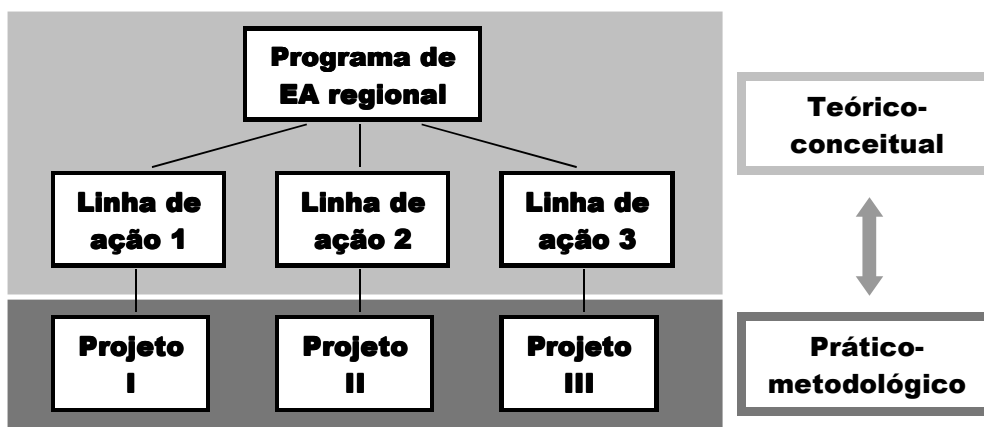 Programa de
EA regional
Teórico-
conceitual
Linha de
ação 1
Linha de
ação 2
Linha de
ação 3
Projeto
I
Projeto
II
Projeto
III
Prático-
metodológico